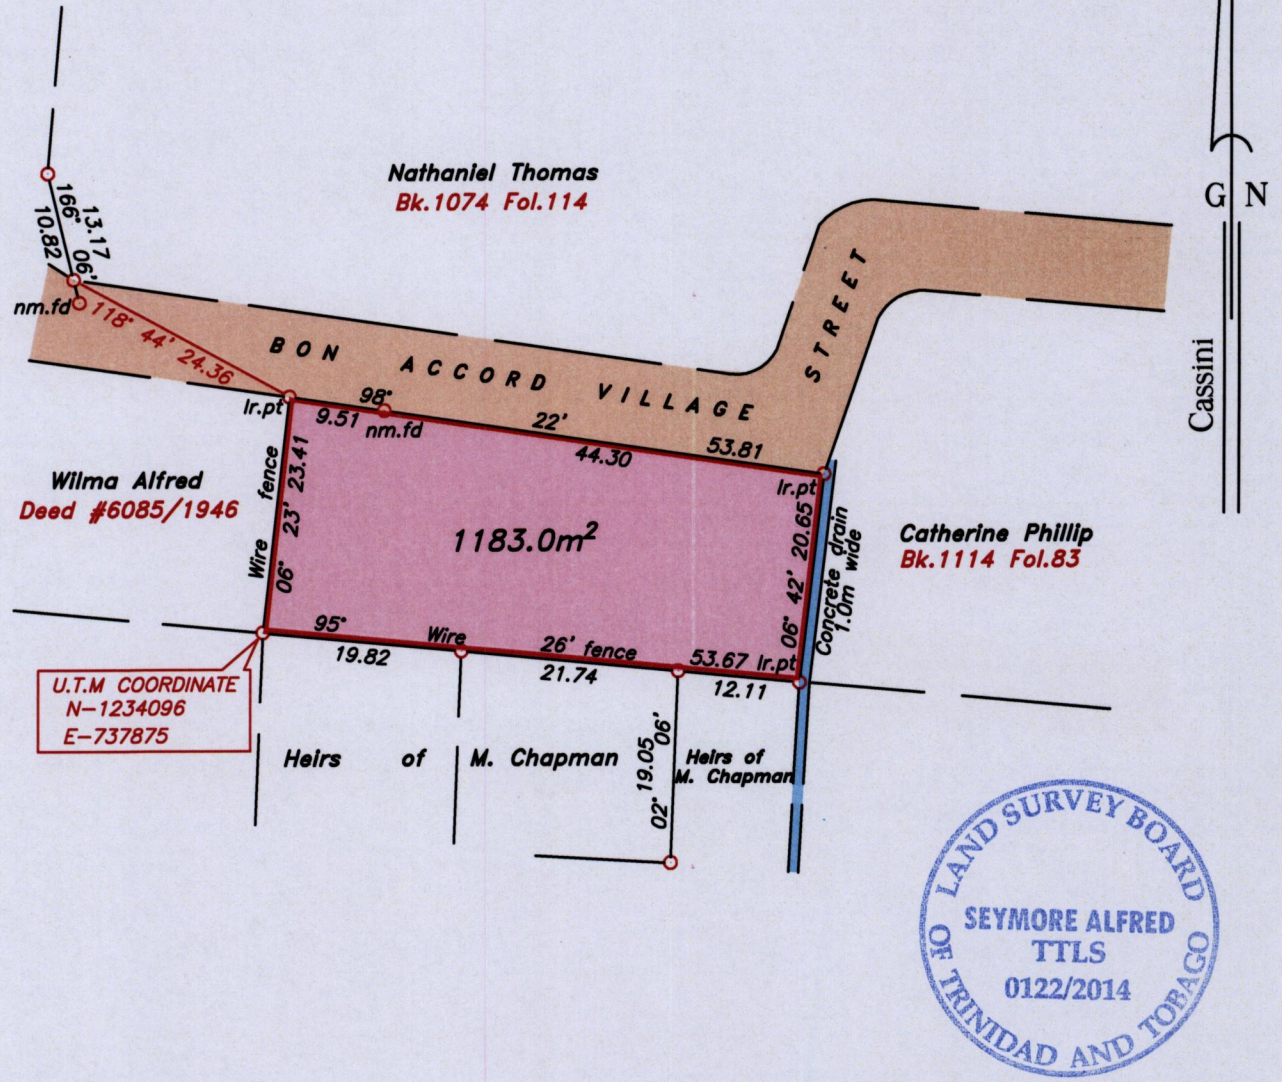 Nathaniel Thomas
Bk.1074 Fol.114
G N
Cassini
13.17
166° 06'
10.82
nm.fd
118° 44' 24.36
BON ACCORD VILLAGE STREET
Ir.pt
98° 22'
9.51
nm.fd
44.30
53.81
Ir.pt
Wilma Alfred
Deed #6085/1946
Wire fence
06° 23' 23.41
1183.0m²
06° 42' 20.65
Concrete drain
1.0m wide
Catherine Phillip
Bk.1114 Fol.83
95° 26'
Wire fence
53.67
Ir.pt
19.82
21.74
12.11
U.T.M COORDINATE
N-1234096
E-737875
Heirs of M. Chapman
02° 06'
19.05
Heirs of
M. Chapman
LAND SURVEY BOARD
OF TRINIDAD AND TOBAGO
SEYMORE ALFRED
TTLS
0122/2014